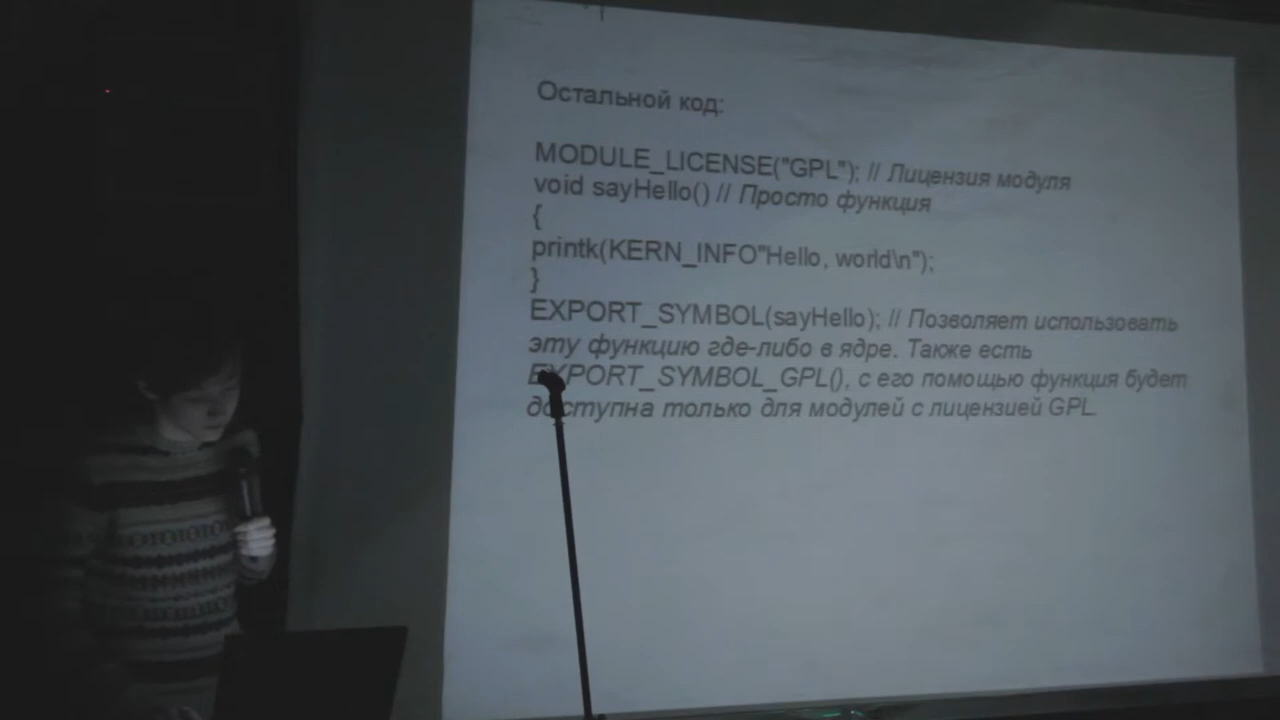 Остальной код:
MODULE_LICENSE("GPL"); // Лицензия модуля
void sayHello() // Просто функция
{
printk(KERN_INFO"Hello, world\n");
}
EXPORT_SYMBOL(sayHello); // Позволяет использовать
эту функцию где-либо в ядре. Также есть
EXPORT_SYMBOL_GPL(), с его помощью функция будет
доступна только для модулей с лицензией GPL.